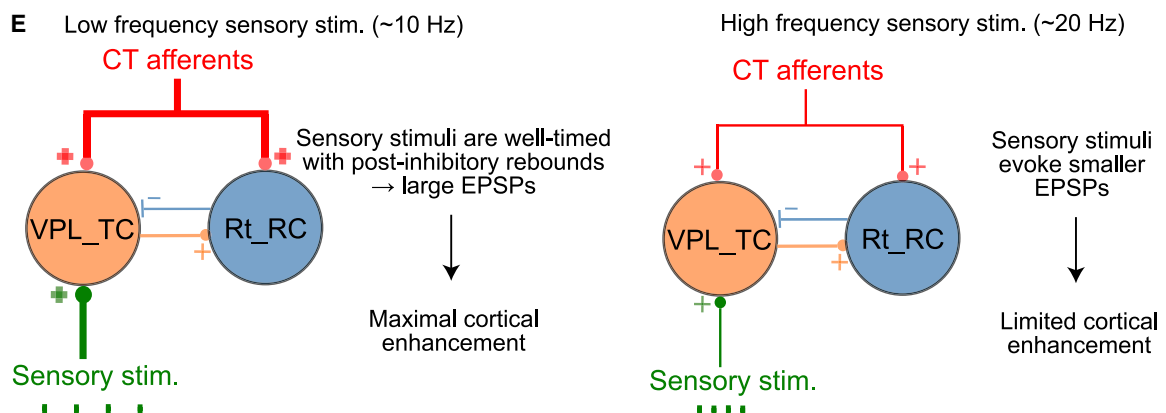 E
Low frequency sensory stim. (~10 Hz)
CT afferents
Sensory stimuli are well-timed
with post-inhibitory rebounds
→ large EPSPs
+
+
VPL_TC
−
+
Rt_RC
+
Maximal cortical
enhancement
Sensory stim.
High frequency sensory stim. (~20 Hz)
CT afferents
Sensory stimuli
evoke smaller
EPSPs
+
+
VPL_TC
−
+
Rt_RC
+
Limited cortical
enhancement
Sensory stim.